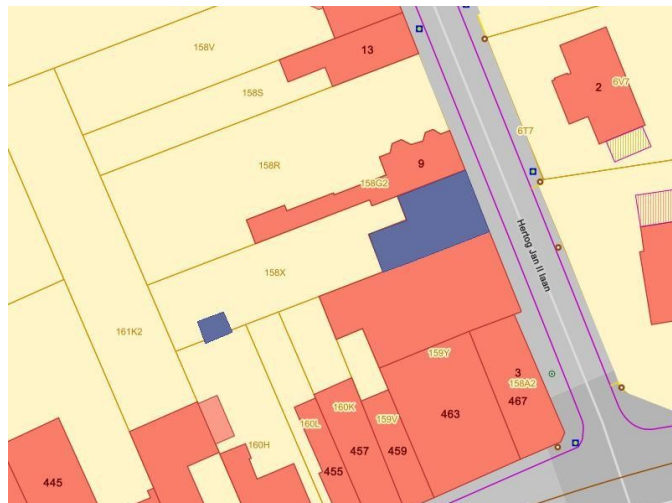 158V
13
158S
2
6V7
6T7
158R
9
158G2
Hertog Jan II laan
158X
161K2
159Y
3
158A2
467
160K
160L
159V
463
457
459
160H
455
445